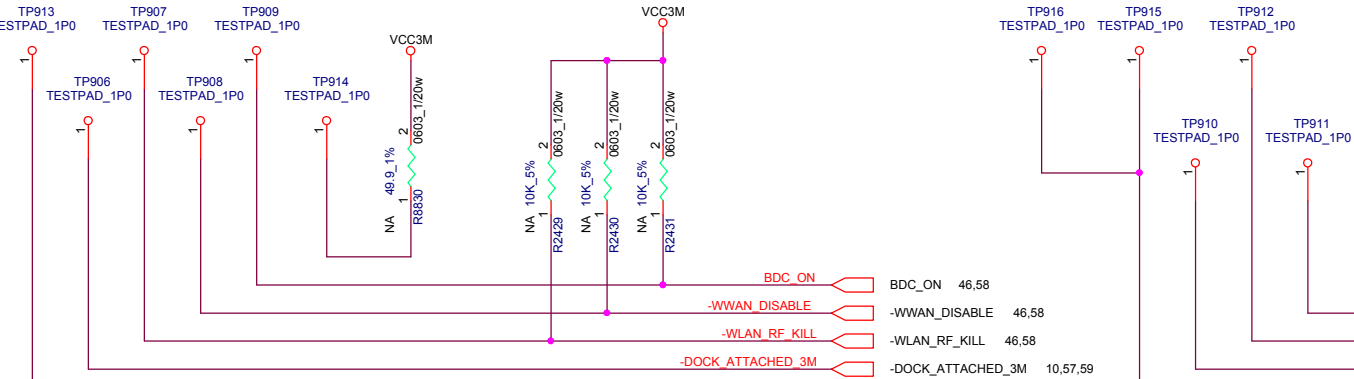 TP913
ESTPAD_1P0
1
TP907
TESTPAD_1P0
1
TP909
TESTPAD_1P0
1
TP906
TESTPAD_1P0
1
TP908
TESTPAD_1P0
1
TP914
TESTPAD_1P0
1
VCC3M
2
0603_1/20w
49.9_1%
NA
1
R8830
VCC3M
2
0603_1/20w
10K_5%
NA
1
R2429
2
0603_1/20w
10K_5%
NA
1
R2430
2
0603_1/20w
10K_5%
NA
1
R2431
TP916
TESTPAD_1P0
1
TP915
TESTPAD_1P0
1
TP912
TESTPAD_1P0
1
TP910
TESTPAD_1P0
1
TP911
TESTPAD_1P0
1
BDC_ON BDC_ON 46,58
-WWAN_DISABLE -WWAN_DISABLE 46,58
-WLAN_RF_KILL -WLAN_RF_KILL 46,58
-DOCK_ATTACHED_3M -DOCK_ATTACHED_3M 10,57,59